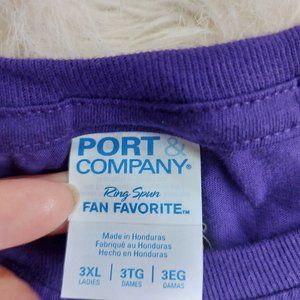 PORT &
COMPANY®
Ring Spun
FAN FAVORITE™
Made in Honduras
Fabriqué au Honduras
Hecho en Honduras
3XL 3TG 3EG
LADIES DAMES DAMAS